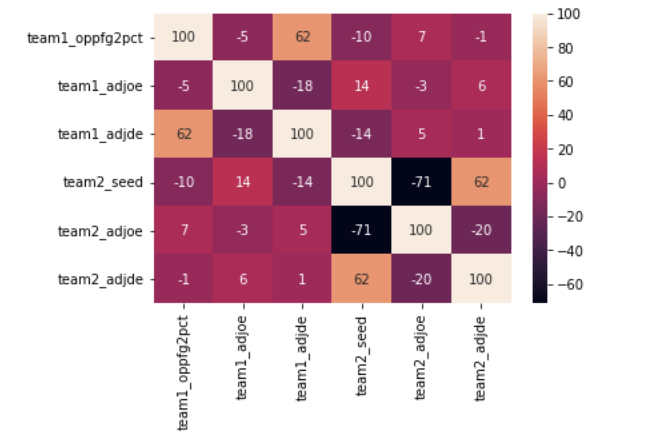 team1_oppfg2pct 100 -5 62 -10 7 -1
team1_adjoe -5 100 -18 14 -3 6
team1_adjde 62 -18 100 -14 5 1
team2_seed -10 14 -14 100 -71 62
team2_adjoe 7 -3 5 -71 100 -20
team2_adjde -1 6 1 62 -20 100
team1_oppfg2pct
team1_adjoe
team1_adjde
team2_seed
team2_adjoe
team2_adjde
100
80
60
40
20
0
−20
−40
−60